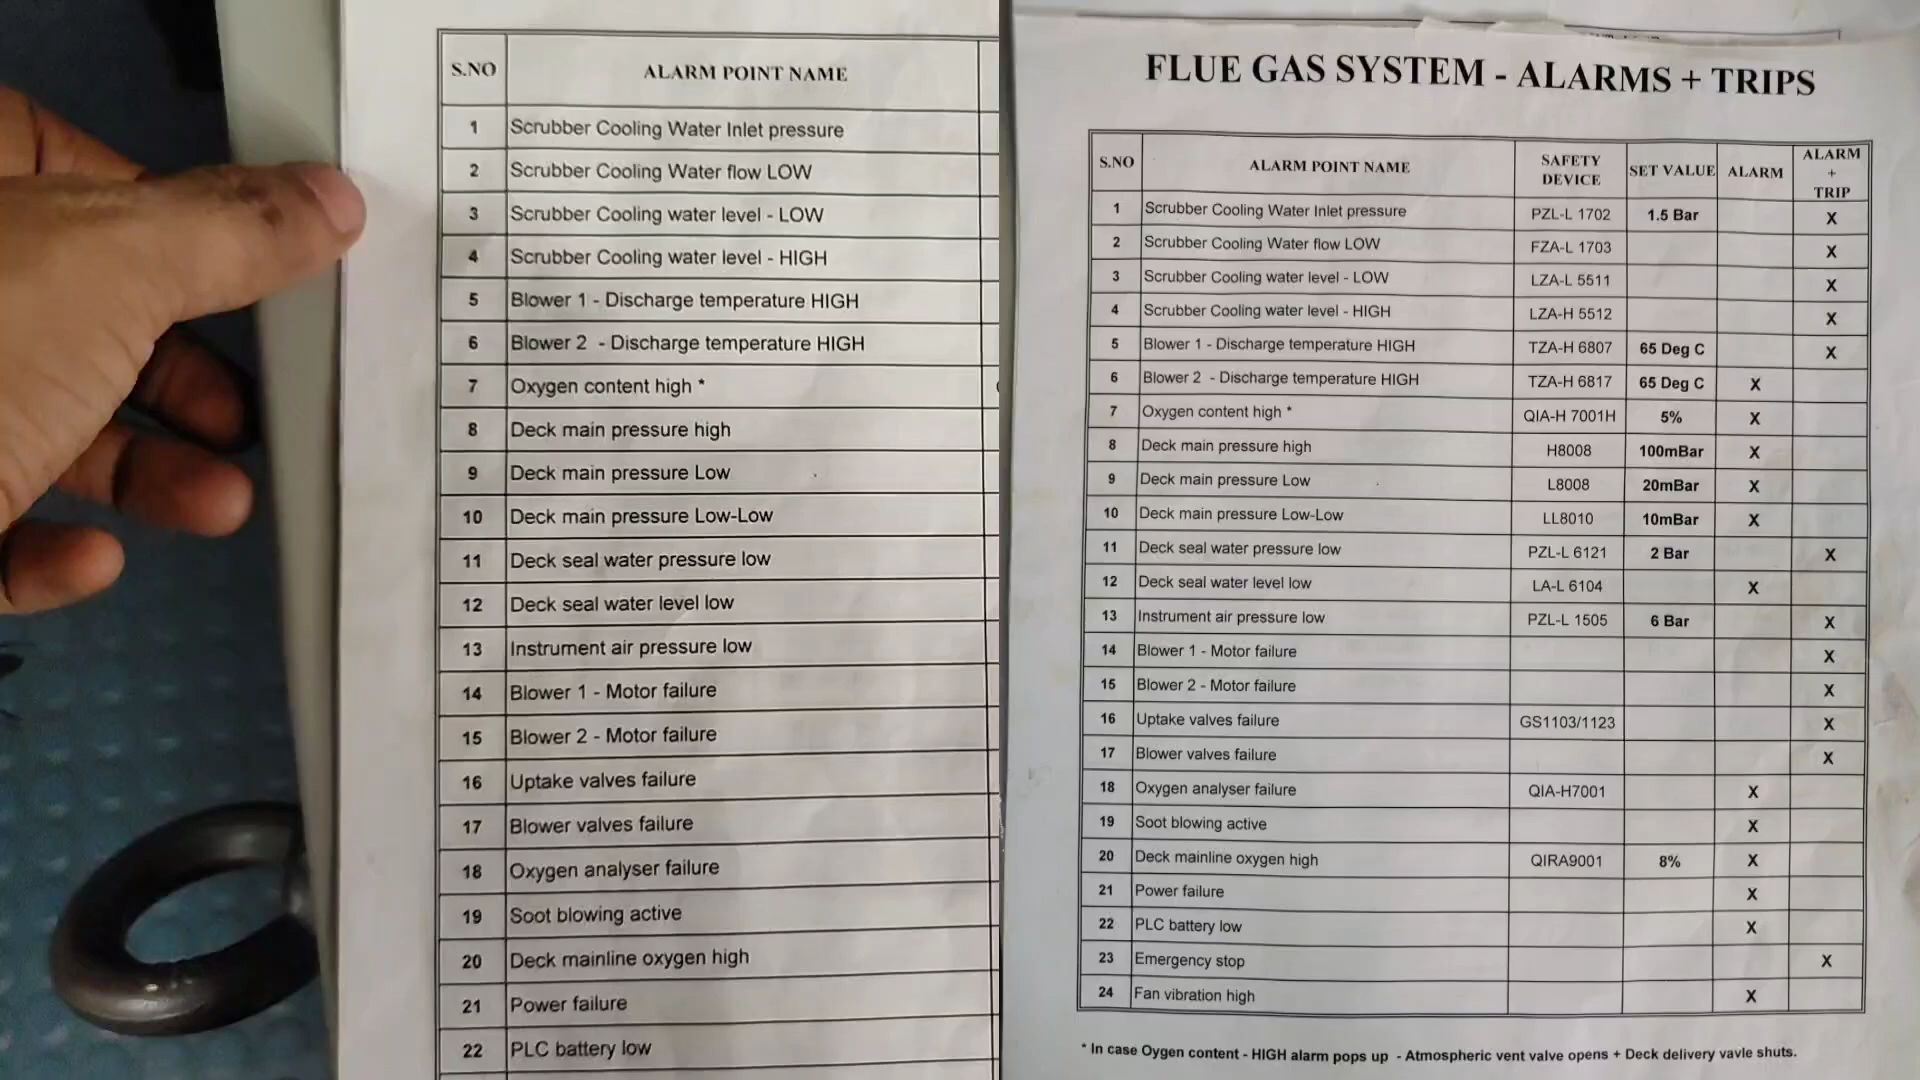 S.NO ALARM POINT NAME
1 Scrubber Cooling Water Inlet pressure
2 Scrubber Cooling Water flow LOW
3 Scrubber Cooling water level - LOW
4 Scrubber Cooling water level - HIGH
5 Blower 1 - Discharge temperature HIGH
6 Blower 2 - Discharge temperature HIGH
7 Oxygen content high *
8 Deck main pressure high
9 Deck main pressure Low
10 Deck main pressure Low-Low
11 Deck seal water pressure low
12 Deck seal water level low
13 Instrument air pressure low
14 Blower 1 - Motor failure
15 Blower 2 - Motor failure
16 Uptake valves failure
17 Blower valves failure
18 Oxygen analyser failure
19 Soot blowing active
20 Deck mainline oxygen high
21 Power failure
22 PLC battery low
FLUE GAS SYSTEM - ALARMS + TRIPS
S.NO ALARM POINT NAME SAFETY DEVICE SET VALUE ALARM ALARM + TRIP
1 Scrubber Cooling Water Inlet pressure PZL-L 1702 1.5 Bar X
2 Scrubber Cooling Water flow LOW FZA-L 1703 X
3 Scrubber Cooling water level - LOW LZA-L 5511 X
4 Scrubber Cooling water level - HIGH LZA-H 5512 X
5 Blower 1 - Discharge temperature HIGH TZA-H 6807 65 Deg C X
6 Blower 2 - Discharge temperature HIGH TZA-H 6817 65 Deg C X
7 Oxygen content high * QIA-H 7001H 5% X
8 Deck main pressure high H8008 100mBar X
9 Deck main pressure Low L8008 20mBar X
10 Deck main pressure Low-Low LL8010 10mBar X
11 Deck seal water pressure low PZL-L 6121 2 Bar X
12 Deck seal water level low LA-L 6104 X
13 Instrument air pressure low PZL-L 1505 6 Bar X
14 Blower 1 - Motor failure X
15 Blower 2 - Motor failure X
16 Uptake valves failure GS1103/1123 X
17 Blower valves failure X
18 Oxygen analyser failure QIA-H7001 X
19 Soot blowing active X
20 Deck mainline oxygen high QIRA9001 8% X
21 Power failure X
22 PLC battery low X
23 Emergency stop X
24 Fan vibration high X
* In case Oygen content - HIGH alarm pops up - Atmospheric vent valve opens + Deck delivery vavle shuts.